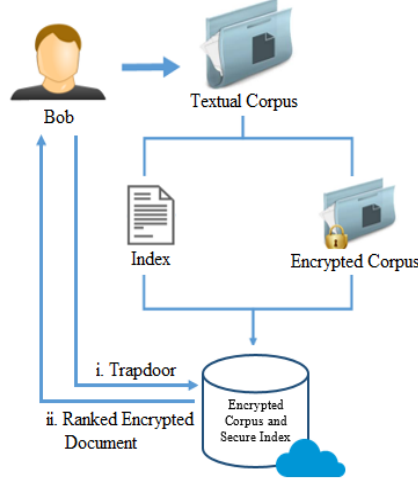 Bob
Textual Corpus
Index
Encrypted Corpus
i. Trapdoor
ii. Ranked Encrypted
Document
Encrypted
Corpus and
Secure Index